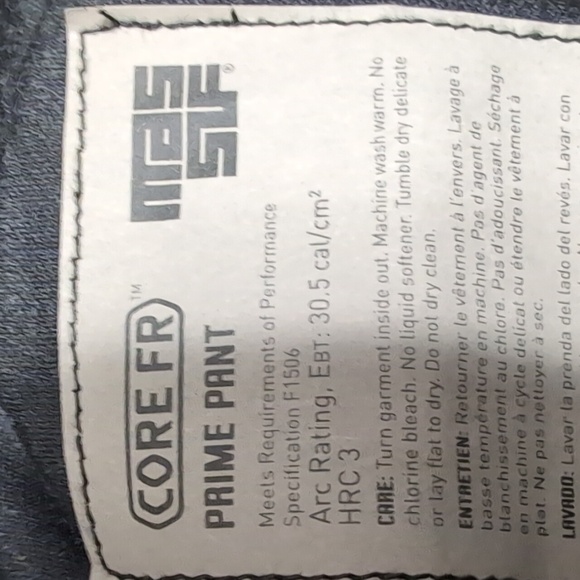 CORE FR™
MASSIF®
PRIME PANT
Meets Requirements of Performance
Specification F1506
Arc Rating, EBT: 30.5 cal/cm²
HRC 3
CARE: Turn garment inside out. Machine wash warm. No
chlorine bleach. No liquid softener. Tumble dry delicate
or lay flat to dry. Do not dry clean.
ENTRETIEN: Retourner le vêtement à l'envers. Lavage à
basse température en machine. Pas d'agent de
blanchissement au chlore. Pas d'adoucissant. Séchage
en machine à cycle délicat ou étendre le vêtement à
plat. Ne pas nettoyer à sec.
LAVADO: Lavar la prenda del lado del revés. Lavar con